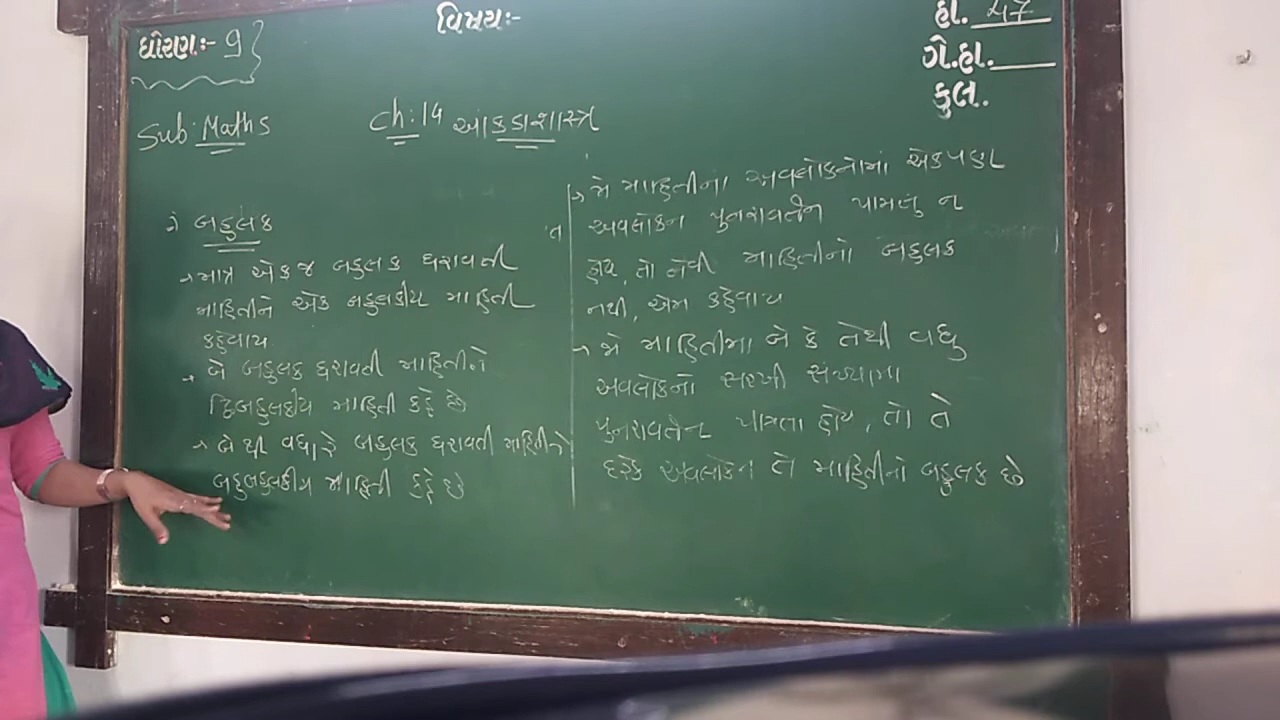 ધોરણ:- 9
વિષય:-
હા. 47
ગે.હા.
કુલ.
Sub: Maths
Ch:14 આંકડાશાસ્ત્ર
બહુલક
→ માત્ર એક જ બહુલક ધરાવતી
માહિતીને એક બહુલકીય માહિતી
કહેવાય
→ બે બહુલક ધરાવતી માહિતીને
દ્વિબહુલકીય માહિતી કહે છે
→ બે થી વધારે બહુલક ધરાવતી માહિતીને
બહુબહુલકીય માહિતી કહે છે
→ જે માહિતીના અવલોકનોમાં એકપણ
અવલોકન પુનરાવર્તન પામતું ન
હોય, તો તેવી માહિતીનો બહુલક
નથી, એમ કહેવાય
→ જો માહિતીમા બે કે તેથી વધુ
અવલોકનો સરખી સંખ્યામા
પુનરાવર્તન પામતા હોય, તો તે
દરેક અવલોકન તે માહિતીનો બહુલક છે